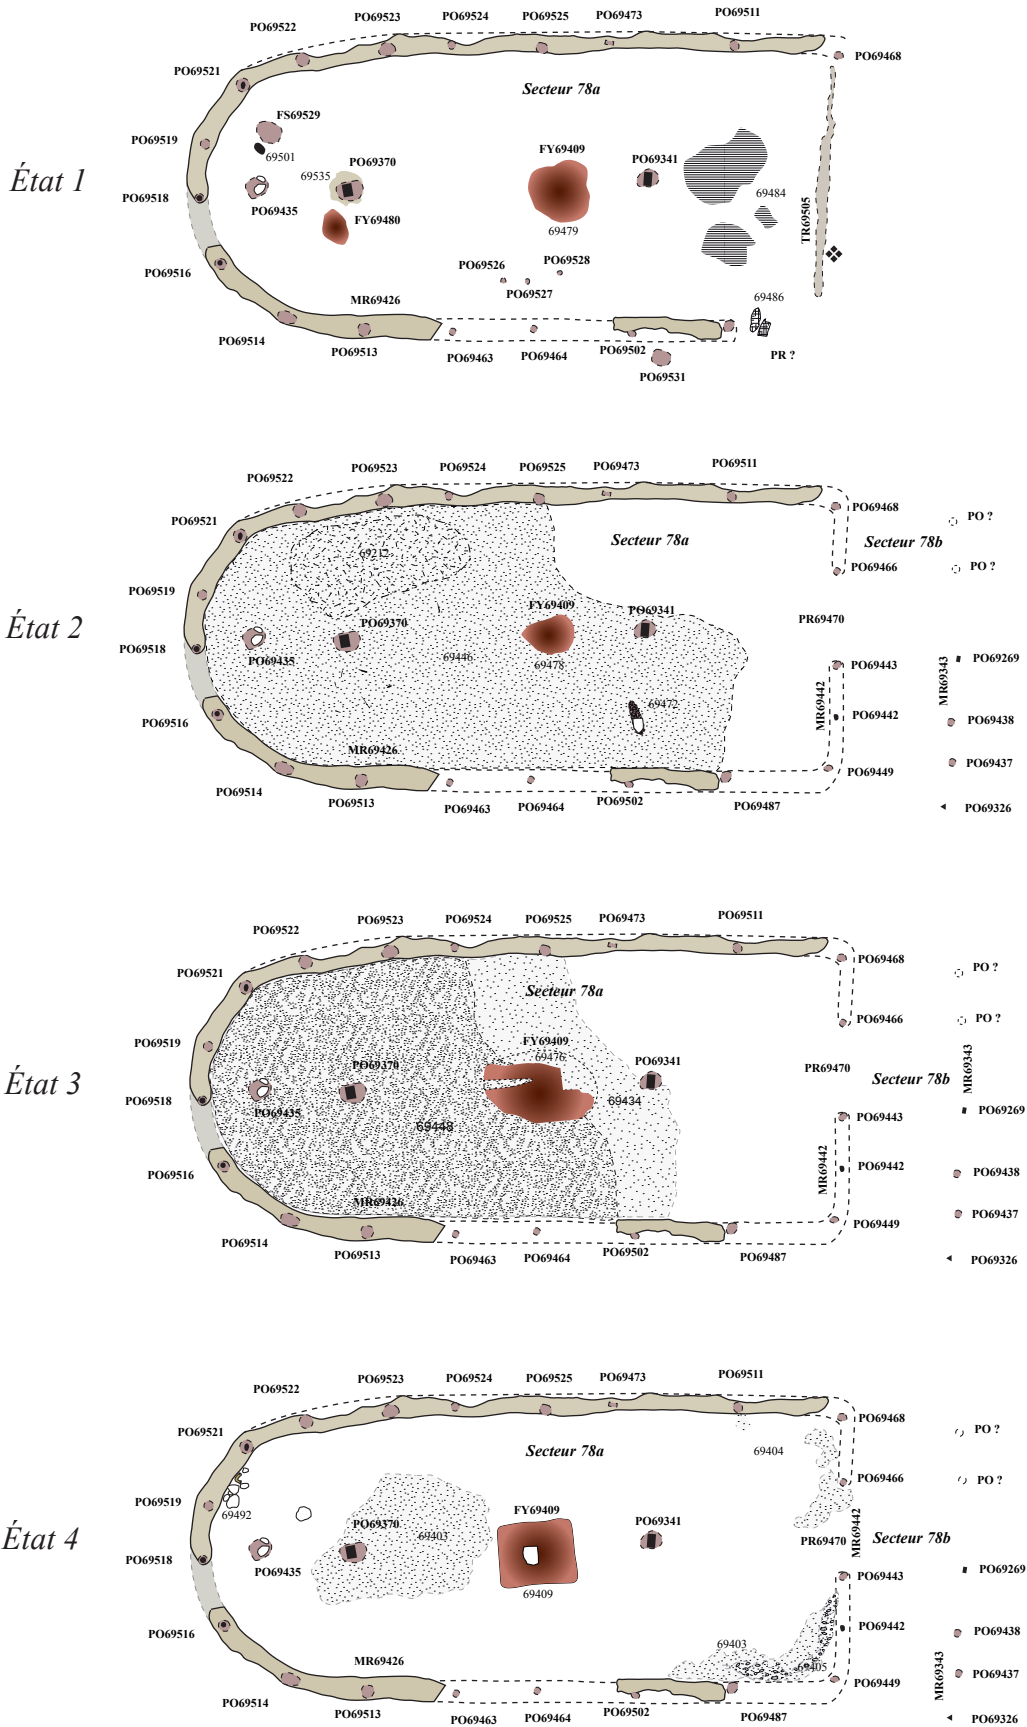 PO69523 PO69524 PO69525 PO69473 PO69511
PO69522
PO69468
PO69521
Secteur 78a
FS69529
PO69519
69501
FY69409
PO69341
PO69370
69535
État 1
69484
PO69518
PO69435
FY69480
69479
TR69505
PO69526
PO69528
PO69527
PO69516
MR69426
69486
PO69514
PO69513
PO69463
PO69464
PO69502
PR ?
PO69531
PO69523 PO69524 PO69525 PO69473 PO69511
PO69522
PO69468
PO ?
PO69521
Secteur 78a
Secteur 78b
69212
PO69466
PO ?
PO69519
FY69409
PO69341
PR69470
État 2
PO69370
PO69518
PO69435
69446
69478
PO69443
MR69343
PO69269
MR69442
69472
PO69516
PO69442
PO69438
MR69426
PO69449
PO69437
PO69514
PO69513
PO69463
PO69464
PO69502
PO69487
PO69326
PO69523 PO69524 PO69525 PO69473 PO69511
PO69522
PO69468
PO ?
PO69521
Secteur 78a
PO69466
PO ?
PO69519
FY69409
69476
PO69341
PO69370
PR69470
MR69343
État 3
Secteur 78b
PO69518
PO69435
69434
69448
PO69443
PO69269
MR69442
PO69516
PO69442
PO69438
MR69426
PO69449
PO69437
PO69514
PO69513
PO69463
PO69464
PO69502
PO69487
PO69326
PO69523 PO69524 PO69525 PO69473 PO69511
PO69522
PO69468
PO ?
PO69521
Secteur 78a
69404
PO69466
PO ?
PO69519
69492
FY69409
PO69370
69403
PO69341
PR69470
MR69442
Secteur 78b
État 4
PO69518
PO69435
69409
PO69443
PO69269
PO69516
PO69442
PO69438
69403
MR69426
69405
PO69449
MR69343
PO69437
PO69514
PO69513
PO69463
PO69464
PO69502
PO69487
PO69326